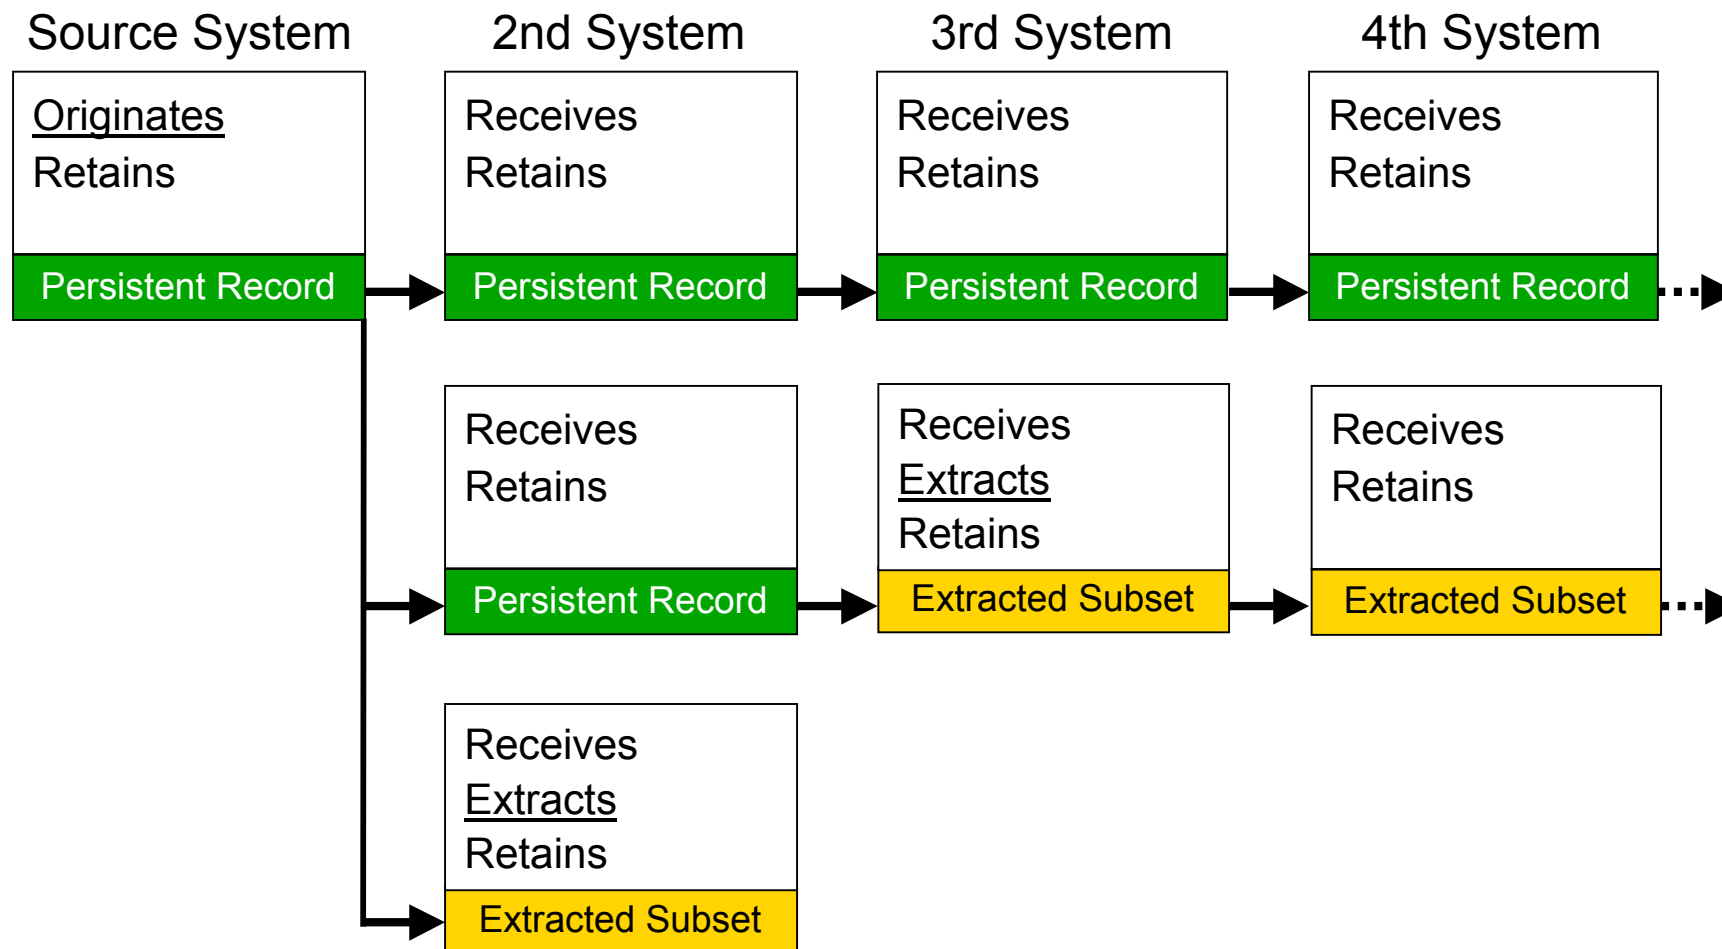 Source System
2nd System
3rd System
4th System
Originates
Retains
Persistent Record
Receives
Retains
Persistent Record
Receives
Retains
Persistent Record
Receives
Retains
Persistent Record
Receives
Retains
Persistent Record
Receives
Extracts
Retains
Extracted Subset
Receives
Retains
Extracted Subset
Receives
Extracts
Retains
Extracted Subset